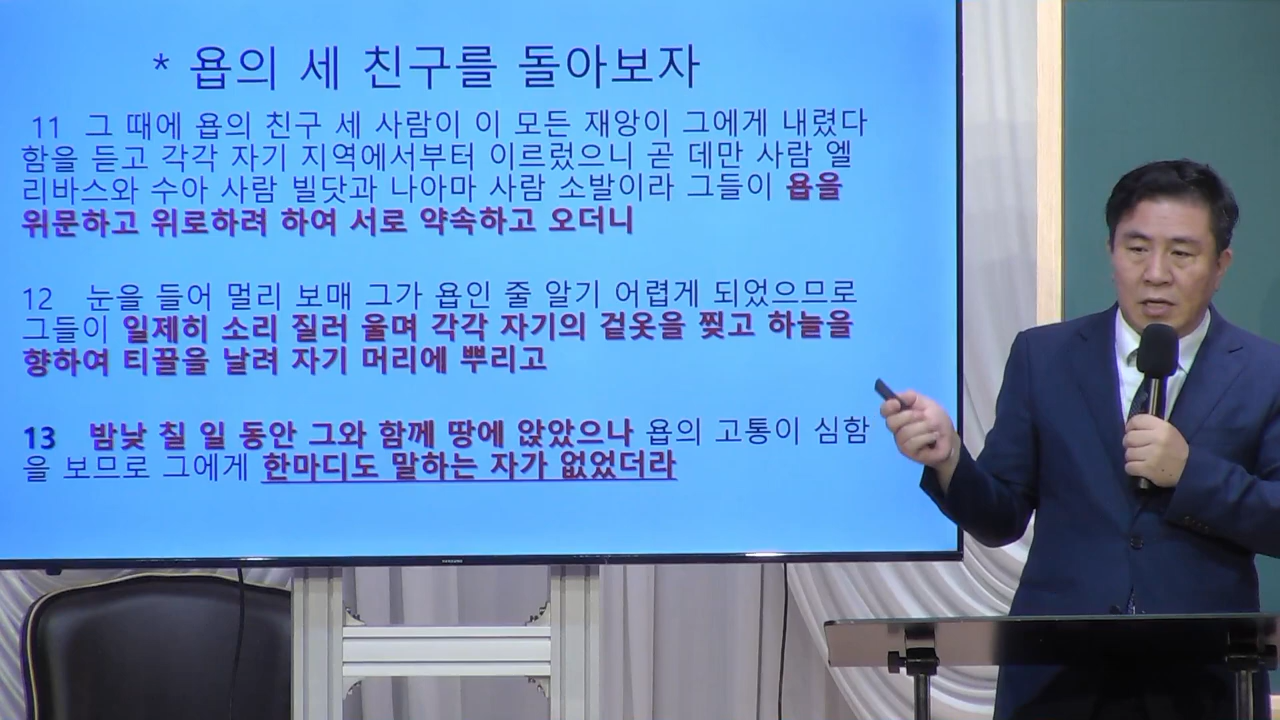 * 욥의 세 친구를 돌아보자
11 그 때에 욥의 친구 세 사람이 이 모든 재앙이 그에게 내렸다
함을 듣고 각각 자기 지역에서부터 이르렀으니 곧 데만 사람 엘
리바스와 수아 사람 빌닷과 나아마 사람 소발이라 그들이 욥을
위문하고 위로하려 하여 서로 약속하고 오더니
12 눈을 들어 멀리 보매 그가 욥인 줄 알기 어렵게 되었으므로
그들이 일제히 소리 질러 울며 각각 자기의 겉옷을 찢고 하늘을
향하여 티끌을 날려 자기 머리에 뿌리고
13 밤낮 칠 일 동안 그와 함께 땅에 앉았으나 욥의 고통이 심함
을 보므로 그에게 한마디도 말하는 자가 없었더라
SAMSUNG